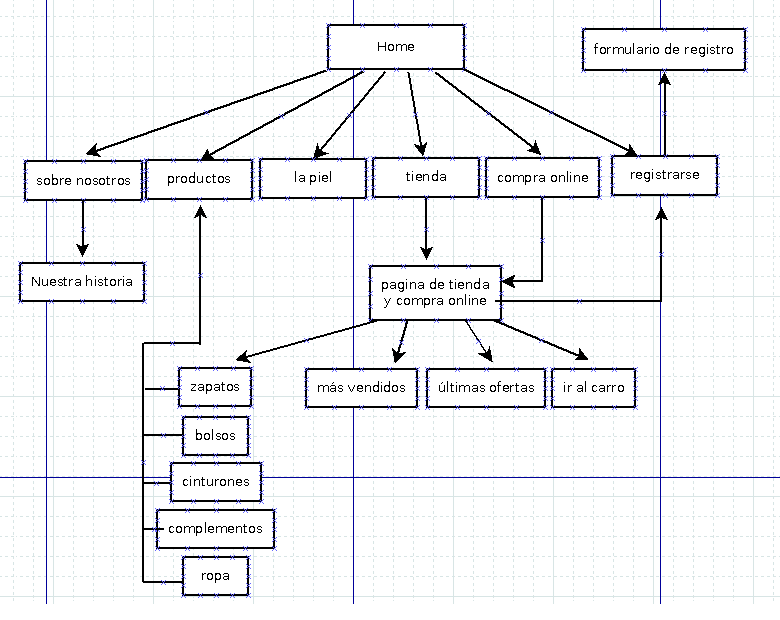 Home
formulario de registro
sobre nosotros
productos
la piel
tienda
compra online
registrarse
Nuestra historia
pagina de tienda
y compra online
zapatos
más vendidos
últimas ofertas
ir al carro
bolsos
cinturones
complementos
ropa